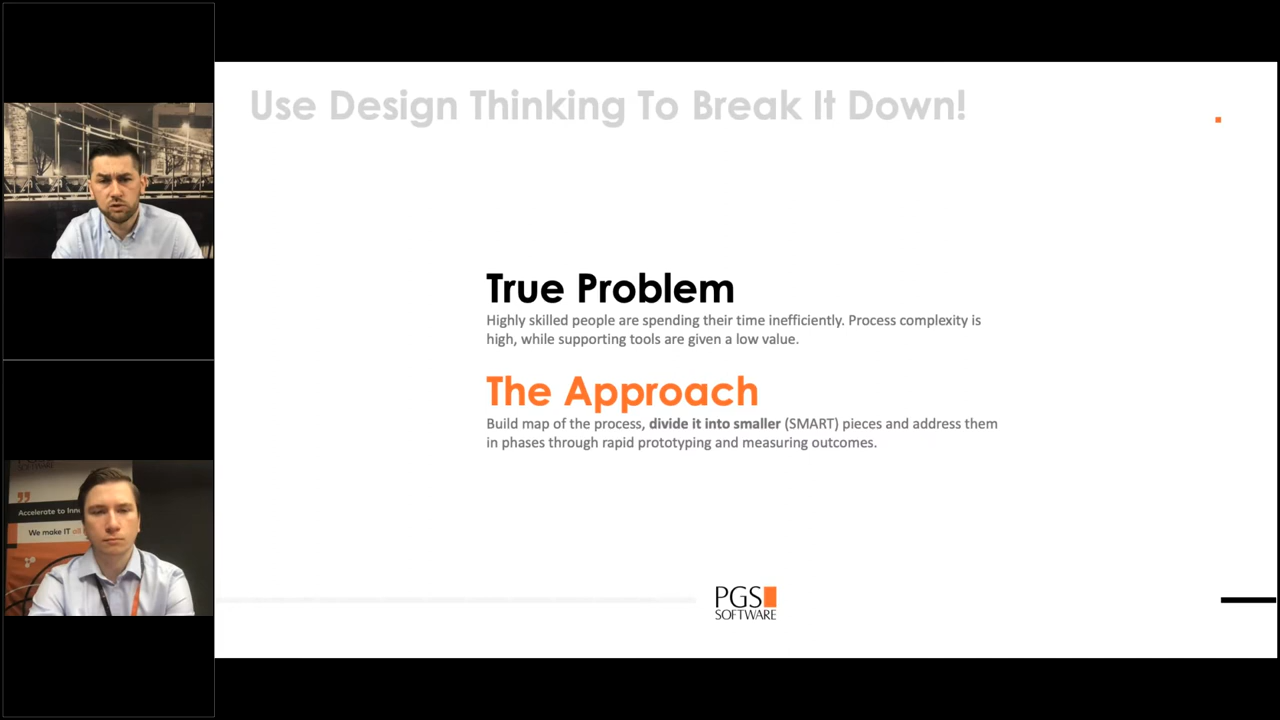 Use Design Thinking To Break It Down!
True Problem
Highly skilled people are spending their time inefficiently. Process complexity is
high, while supporting tools are given a low value.
The Approach
Build map of the process, divide it into smaller (SMART) pieces and address them
in phases through rapid prototyping and measuring outcomes.
PGS
SOFTWARE
SOFTWARE
Accelerate to
We make IT all